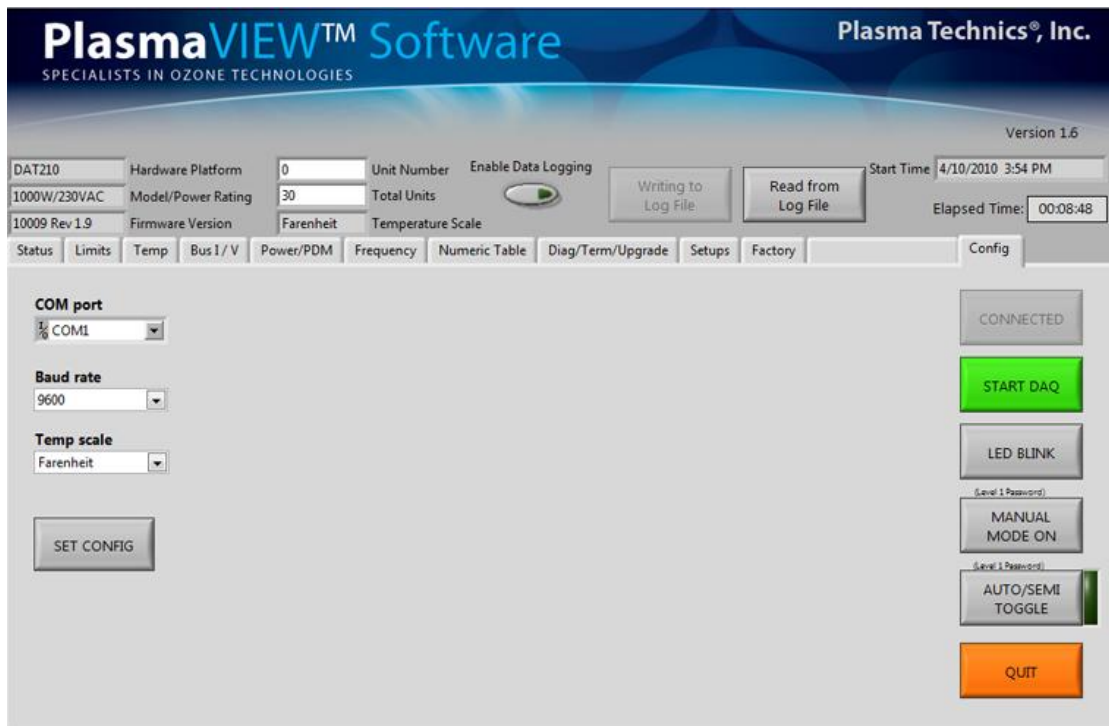 PlasmaVIEW™ Software
Plasma Technics®, Inc.
SPECIALISTS IN OZONE TECHNOLOGIES
Version 1.6
DAT210 Hardware Platform 0 Unit Number Enable Data Logging Writing to Log File Read from Log File Start Time 4/10/2010 3:54 PM
1000W/230VAC Model/Power Rating 30 Total Units Elapsed Time: 00:08:48
10009 Rev 1.9 Firmware Version Farenheit Temperature Scale
Status Limits Temp Bus I / V Power/PDM Frequency Numeric Table Diag/Term/Upgrade Setups Factory Config
COM port
COM1
Baud rate
9600
Temp scale
Farenheit
SET CONFIG
CONNECTED
START DAQ
LED BLINK
(Level 1 Password)
MANUAL
MODE ON
(Level 1 Password)
AUTO/SEMI
TOGGLE
QUIT